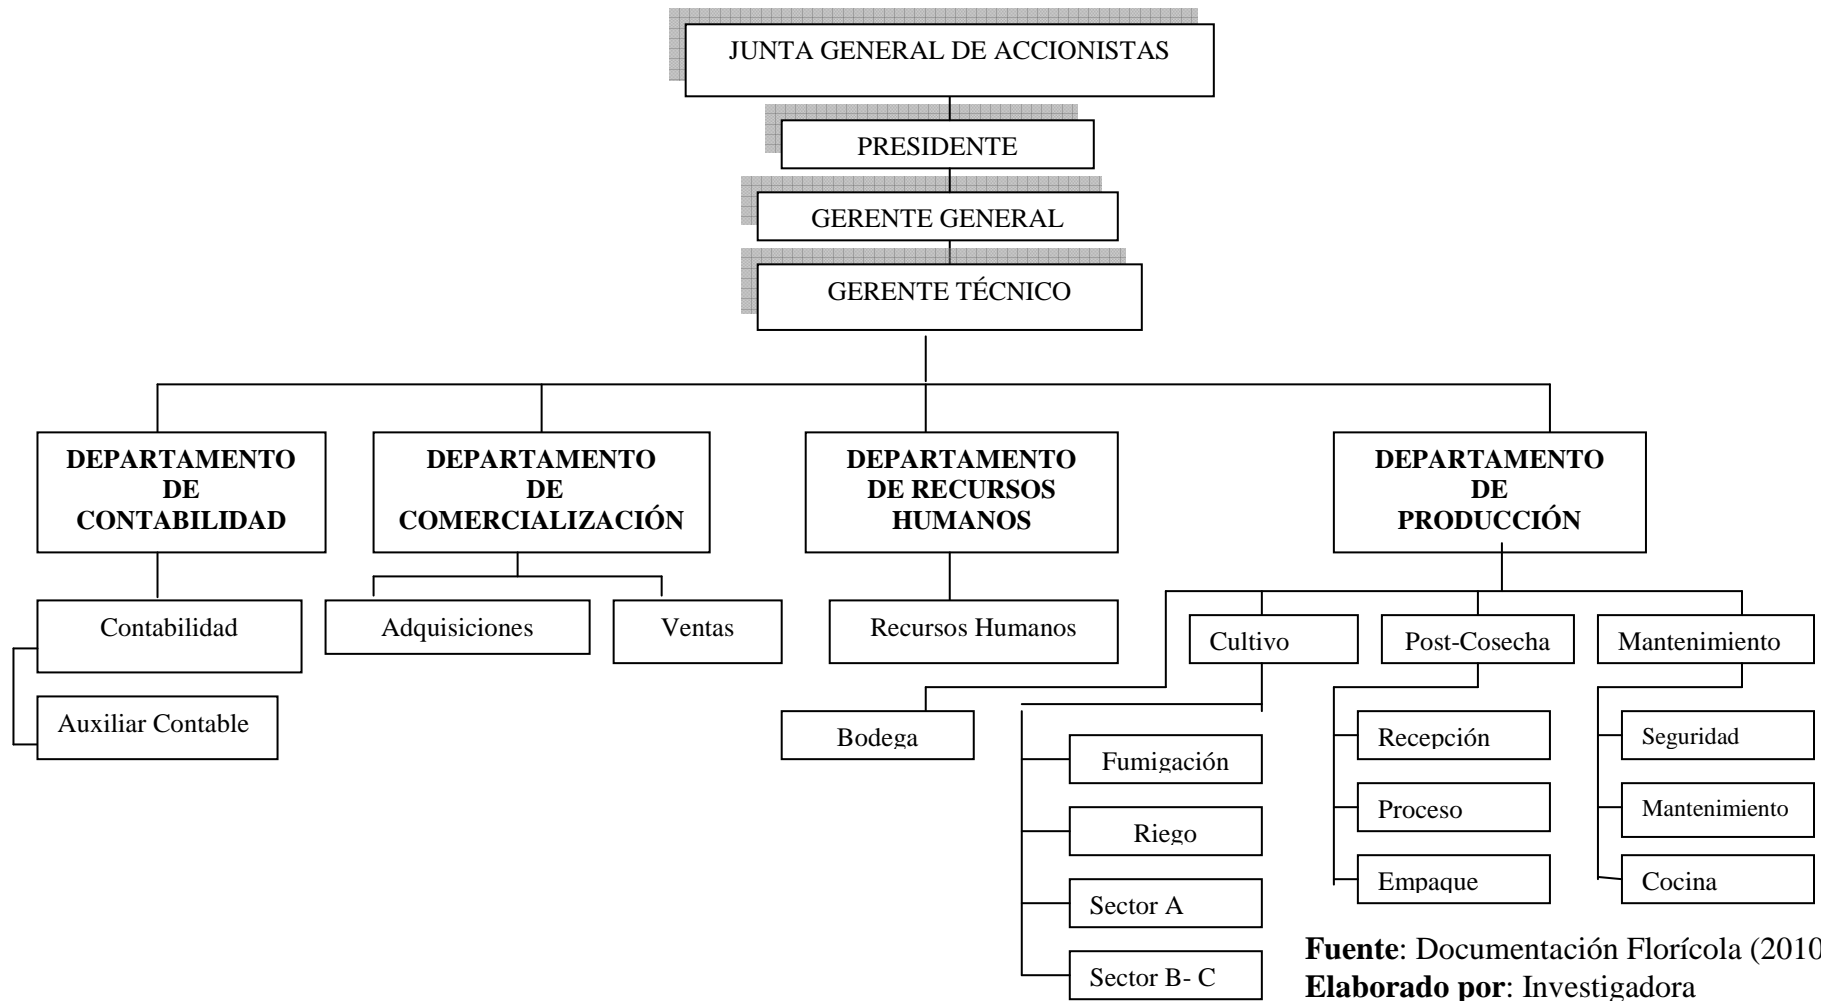 JUNTA GENERAL DE ACCIONISTAS
PRESIDENTE
GERENTE GENERAL
GERENTE TÉCNICO
DEPARTAMENTO
DE
CONTABILIDAD
DEPARTAMENTO
DE
COMERCIALIZACIÓN
DEPARTAMENTO
DE RECURSOS
HUMANOS
DEPARTAMENTO
DE
PRODUCCIÓN
Contabilidad
Auxiliar Contable
Adquisiciones
Ventas
Recursos Humanos
Bodega
Cultivo
Fumigación
Riego
Sector A
Sector B- C
Post-Cosecha
Recepción
Proceso
Empaque
Mantenimiento
Seguridad
Mantenimiento
Cocina
Fuente: Documentación Florícola (2010
Elaborado por: Investigadora